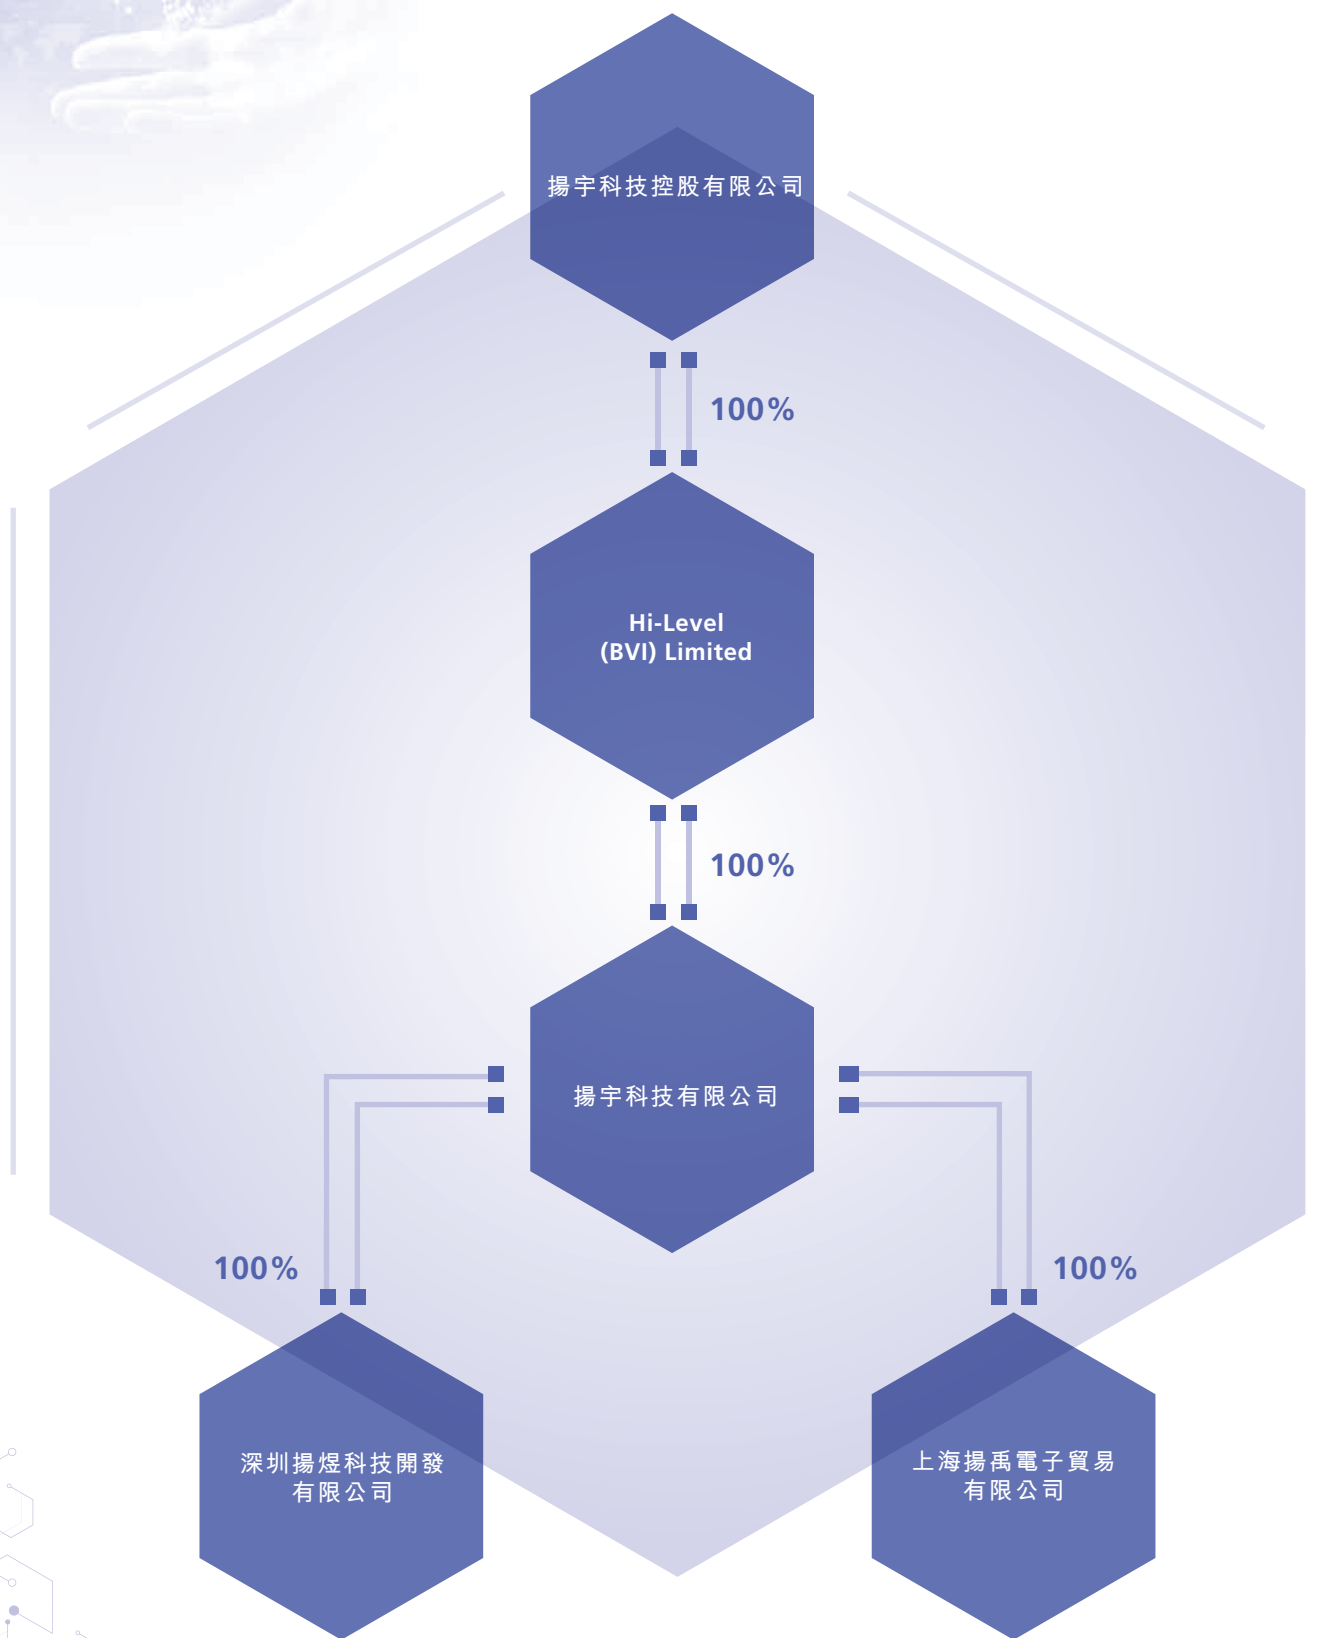 揚宇科技控股有限公司
100%
Hi-Level
(BVI) Limited
100%
揚宇科技有限公司
100%
100%
深圳揚煜科技開發
有限公司
上海揚禹電子貿易
有限公司